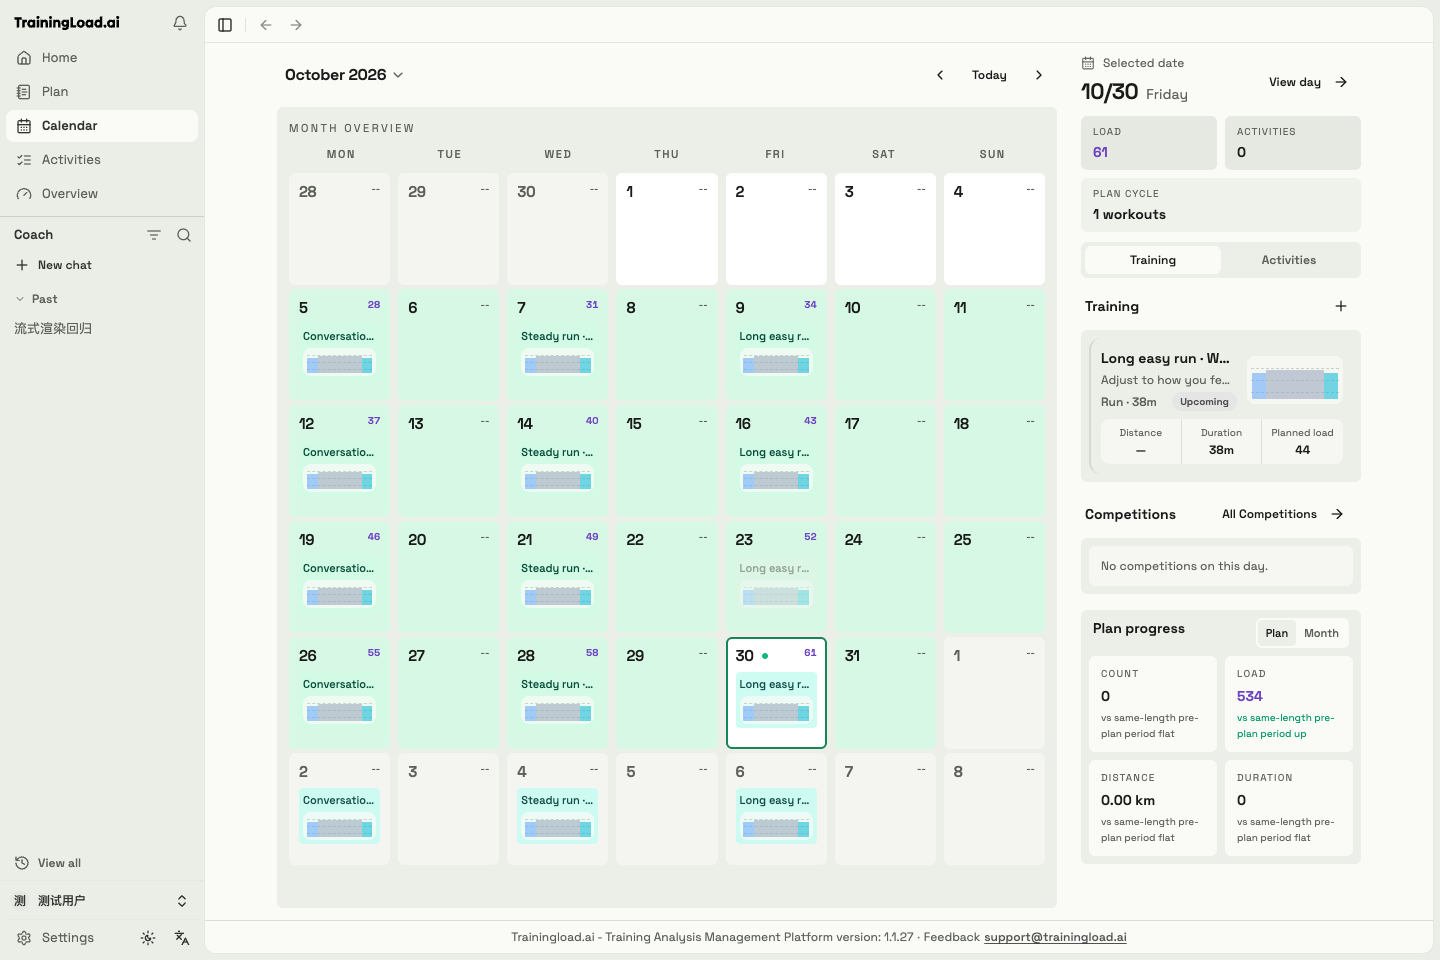 TrainingLoad.ai
Home
Plan
Calendar
Activities
Overview
Coach
New chat
Past
流式渲染回归
View all
测 测试用户
Settings
October 2026
Today
MONTH OVERVIEW
MON TUE WED THU FRI SAT SUN
28 -- 29 -- 30 -- 1 -- 2 -- 3 -- 4 --
5 28 6 -- 7 31 8 -- 9 34 10 -- 11 --
Conversatio... Steady run ·... Long easy r...
12 37 13 -- 14 40 15 -- 16 43 17 -- 18 --
Conversatio... Steady run ·... Long easy r...
19 46 20 -- 21 49 22 -- 23 52 24 -- 25 --
Conversatio... Steady run ·... Long easy r...
26 55 27 -- 28 58 29 -- 30 61 31 -- 1 --
Conversatio... Steady run ·... Long easy r...
2 -- 3 -- 4 -- 5 -- 6 -- 7 -- 8 --
Conversatio... Steady run ·... Long easy r...
Selected date
10/30 Friday
View day
LOAD
61
ACTIVITIES
0
PLAN CYCLE
1 workouts
Training Activities
Training
Long easy run · W...
Adjust to how you fe...
Run · 38m Upcoming
Distance Duration Planned load
— 38m 44
Competitions All Competitions
No competitions on this day.
Plan progress Plan Month
COUNT
0
vs same-length pre-
plan period flat
LOAD
534
vs same-length pre-
plan period up
DISTANCE
0.00 km
vs same-length pre-
plan period flat
DURATION
0
vs same-length pre-
plan period flat
Trainingload.ai - Training Analysis Management Platform version: 1.1.27 · Feedback support@trainingload.ai